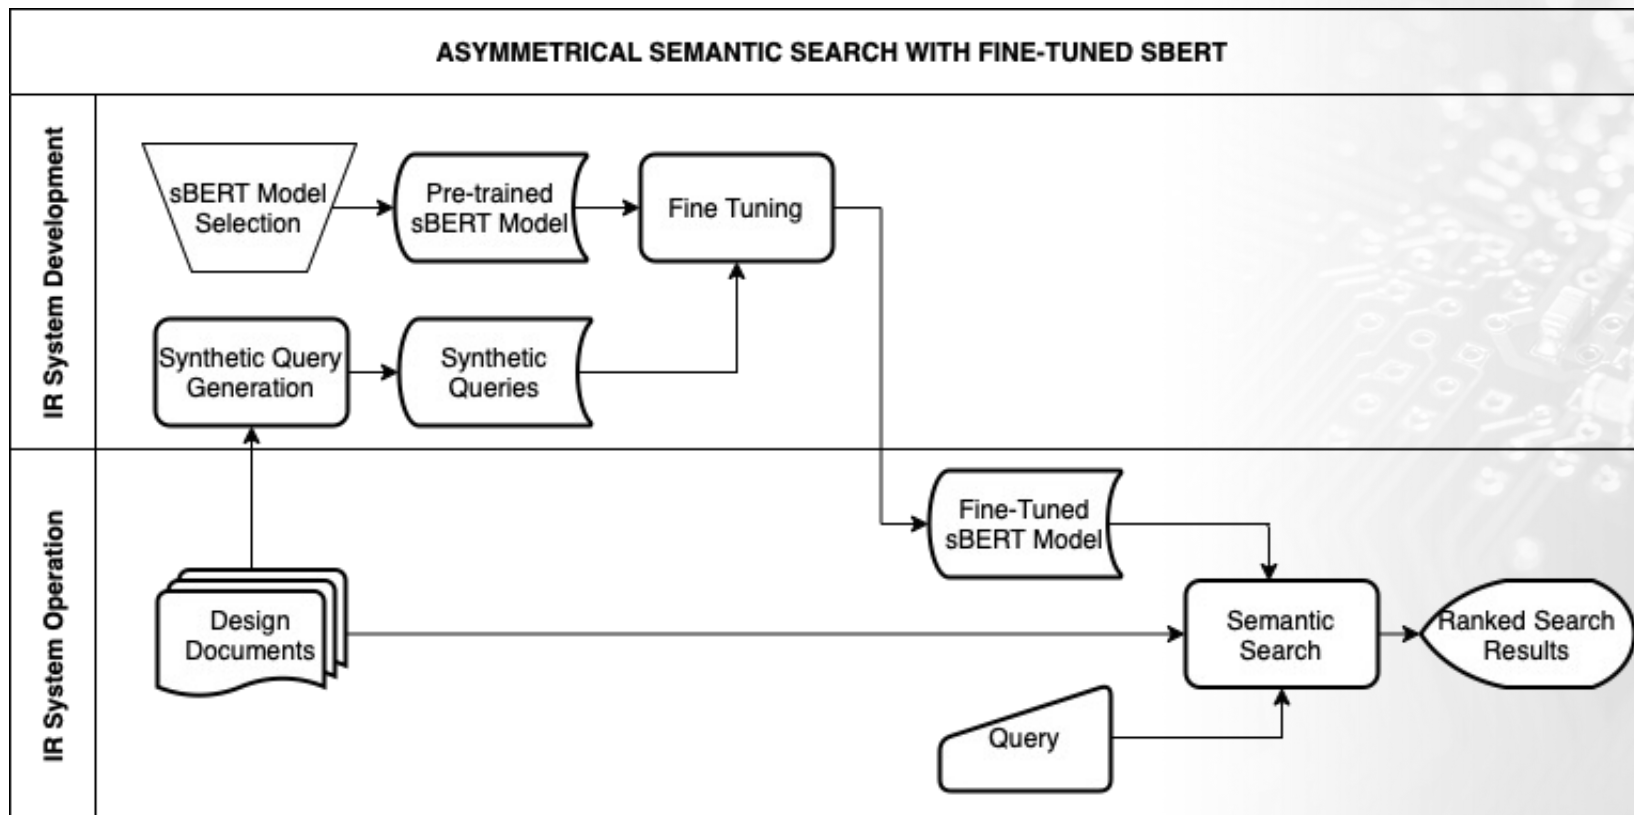 ASYMMETRICAL SEMANTIC SEARCH WITH FINE-TUNED SBERT
IR System Development
sBERT Model
Selection
Pre-trained
sBERT Model
Fine Tuning
Synthetic Query
Generation
Synthetic
Queries
IR System Operation
Fine-Tuned
sBERT Model
Design
Documents
Semantic
Search
Ranked Search
Results
Query